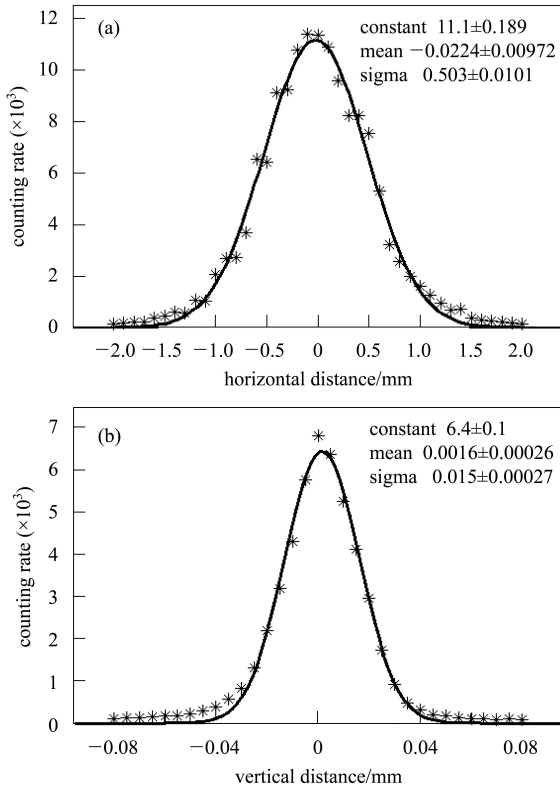 (a)
constant 11.1±0.189
mean −0.0224±0.00972
sigma 0.503±0.0101
12
10
8
6
4
2
0
counting rate (×10³)
−2.0 −1.5 −1.0 −0.5 0 0.5 1.0 1.5 2.0
horizontal distance/mm
(b)
constant 6.4±0.1
mean 0.0016±0.00026
sigma 0.015±0.00027
7
6
5
4
3
2
1
0
counting rate (×10³)
−0.08 −0.04 0 0.04 0.08
vertical distance/mm